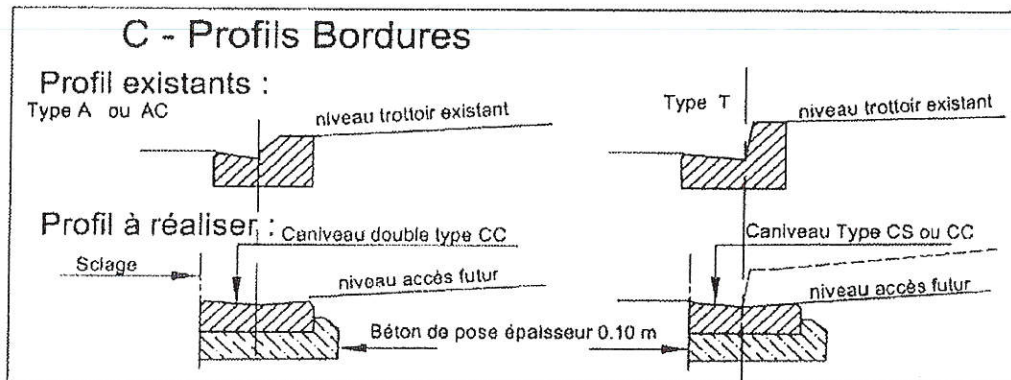 C - Profils Bordures
Profil existants :
Type A ou AC
niveau trottoir existant
Type T
niveau trottoir existant
Profil à réaliser :
Caniveau double type CC
Caniveau Type CS ou CC
Sciage
niveau accès futur
niveau accès futur
Béton de pose épaisseur 0.10 m